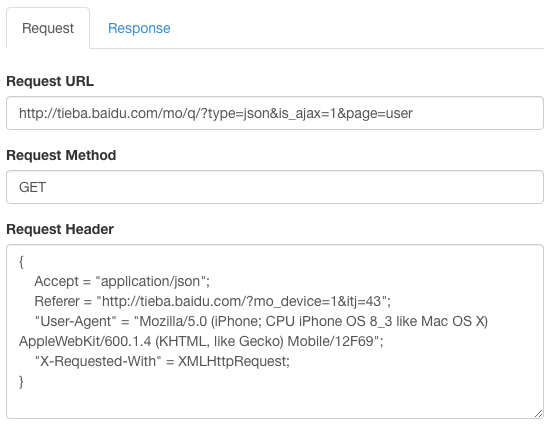 Request Response
Request URL
http://tieba.baidu.com/mo/q/?type=json&is_ajax=1&page=user
Request Method
GET
Request Header
{
Accept = "application/json";
Referer = "http://tieba.baidu.com/?mo_device=1&itj=43";
"User-Agent" = "Mozilla/5.0 (iPhone; CPU iPhone OS 8_3 like Mac OS X)
AppleWebKit/600.1.4 (KHTML, like Gecko) Mobile/12F69";
"X-Requested-With" = XMLHttpRequest;
}